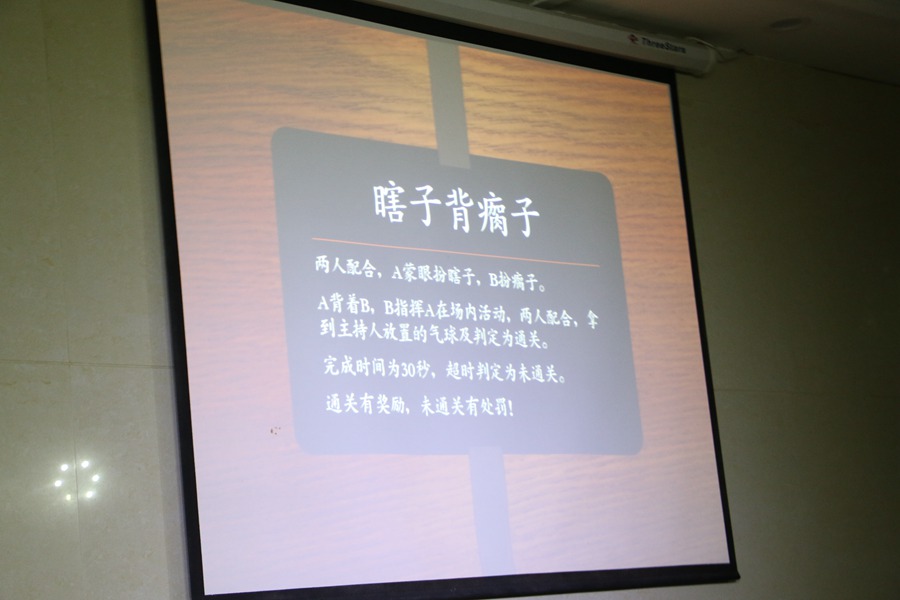 ThreeStars
瞎子背瘸子
两人配合，A蒙眼扮瞎子，B扮瘸子。
A背着B，B指挥A在场内活动，两人配合，拿
到主持人放置的气球及判定为通关。
完成时间为30秒，超时判定为未通关。
通关有奖励，未通关有处罚！